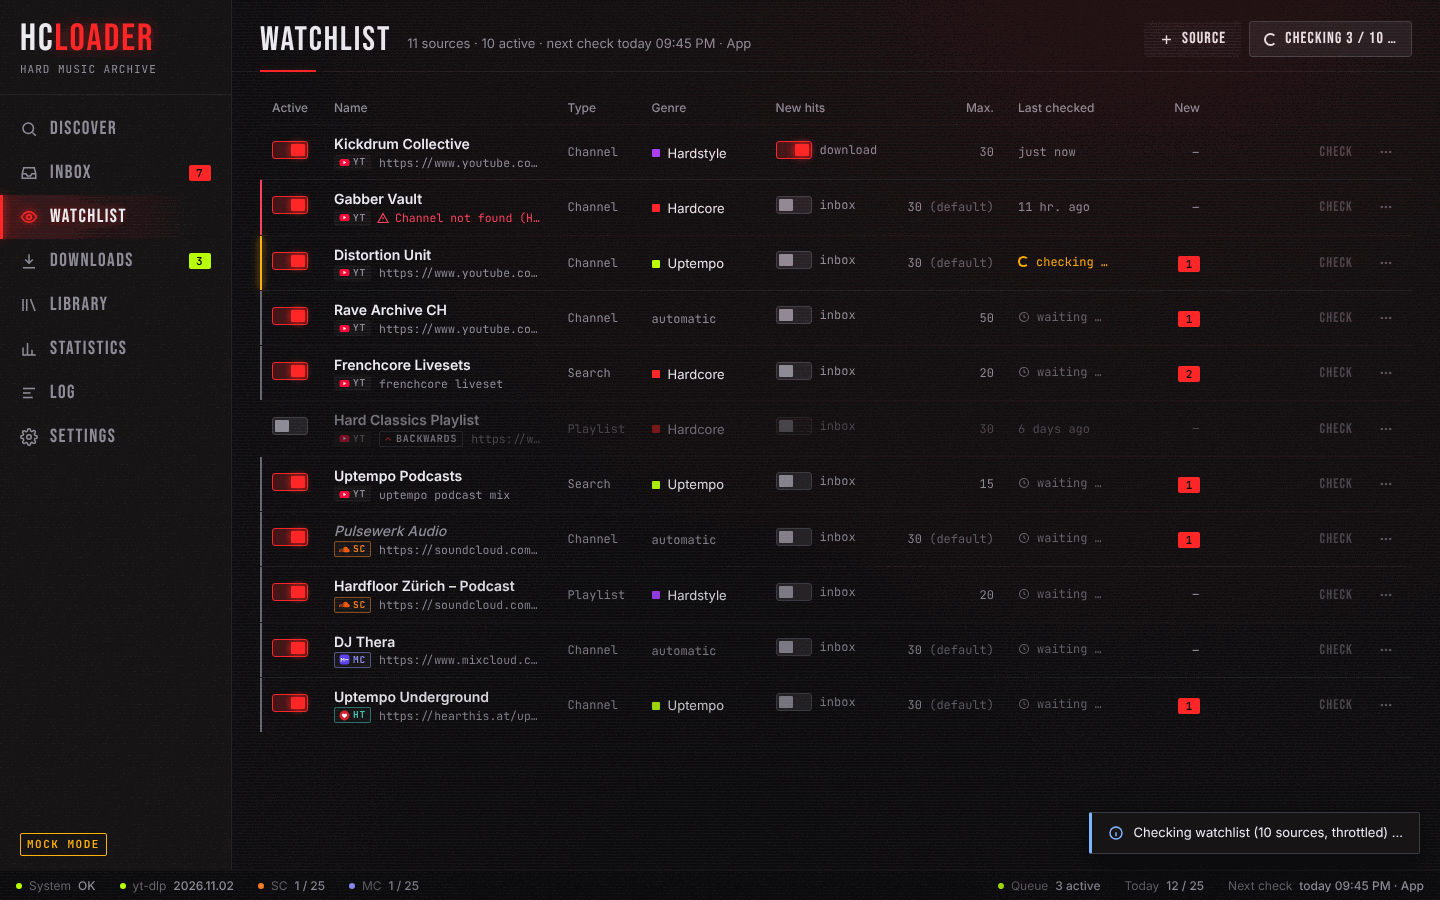 HCLOADER
HARD MUSIC ARCHIVE
DISCOVER
INBOX 7
WATCHLIST
DOWNLOADS 3
LIBRARY
STATISTICS
LOG
SETTINGS
MOCK MODE
WATCHLIST 11 sources · 10 active · next check today 09:45 PM · App
+ SOURCE CHECKING 3 / 10 …
Active Name Type Genre New hits Max. Last checked New
Kickdrum Collective
YT https://www.youtube.co… Channel Hardstyle download 30 just now – CHECK ···
Gabber Vault
YT Channel not found (H… Channel Hardcore inbox 30 (default) 11 hr. ago – CHECK ···
Distortion Unit
YT https://www.youtube.co… Channel Uptempo inbox 30 (default) checking … 1 CHECK ···
Rave Archive CH
YT https://www.youtube.co… Channel automatic inbox 50 waiting … 1 CHECK ···
Frenchcore Livesets
YT frenchcore liveset Search Hardcore inbox 20 waiting … 2 CHECK ···
Hard Classics Playlist
YT BACKWARDS https://w… Playlist Hardcore inbox 30 6 days ago – CHECK ···
Uptempo Podcasts
YT uptempo podcast mix Search Uptempo inbox 15 waiting … 1 CHECK ···
Pulsewerk Audio
SC https://soundcloud.com… Channel automatic inbox 30 (default) waiting … 1 CHECK ···
Hardfloor Zürich – Podcast
SC https://soundcloud.com… Playlist Hardstyle inbox 20 waiting … – CHECK ···
DJ Thera
MC https://www.mixcloud.c… Channel automatic inbox 30 (default) waiting … – CHECK ···
Uptempo Underground
HT https://hearthis.at/up… Channel Uptempo inbox 30 (default) waiting … 1 CHECK ···
Checking watchlist (10 sources, throttled) …
System OK yt-dlp 2026.11.02 SC 1 / 25 MC 1 / 25 Queue 3 active Today 12 / 25 Next check today 09:45 PM · App